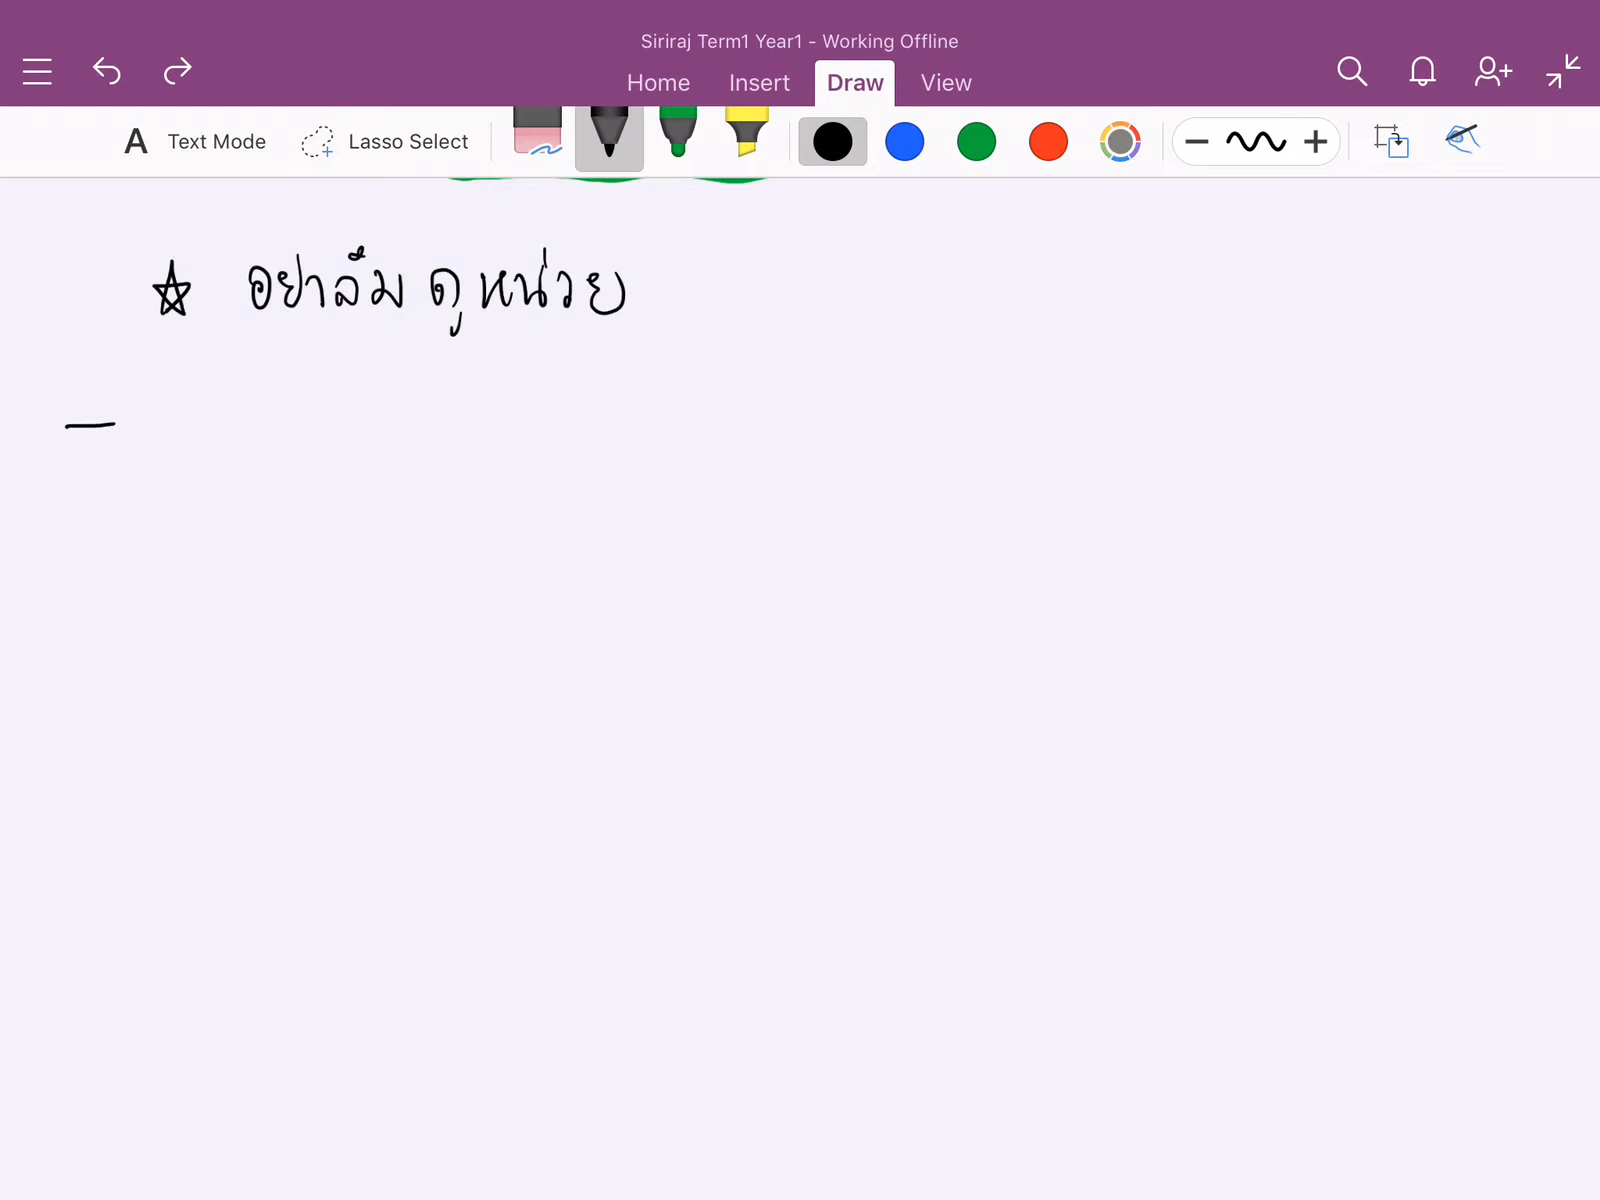 Siriraj Term1 Year1 - Working Offline
Home Insert Draw View
A Text Mode Lasso Select
☆ อย่าลืม ดูหน่วย
—